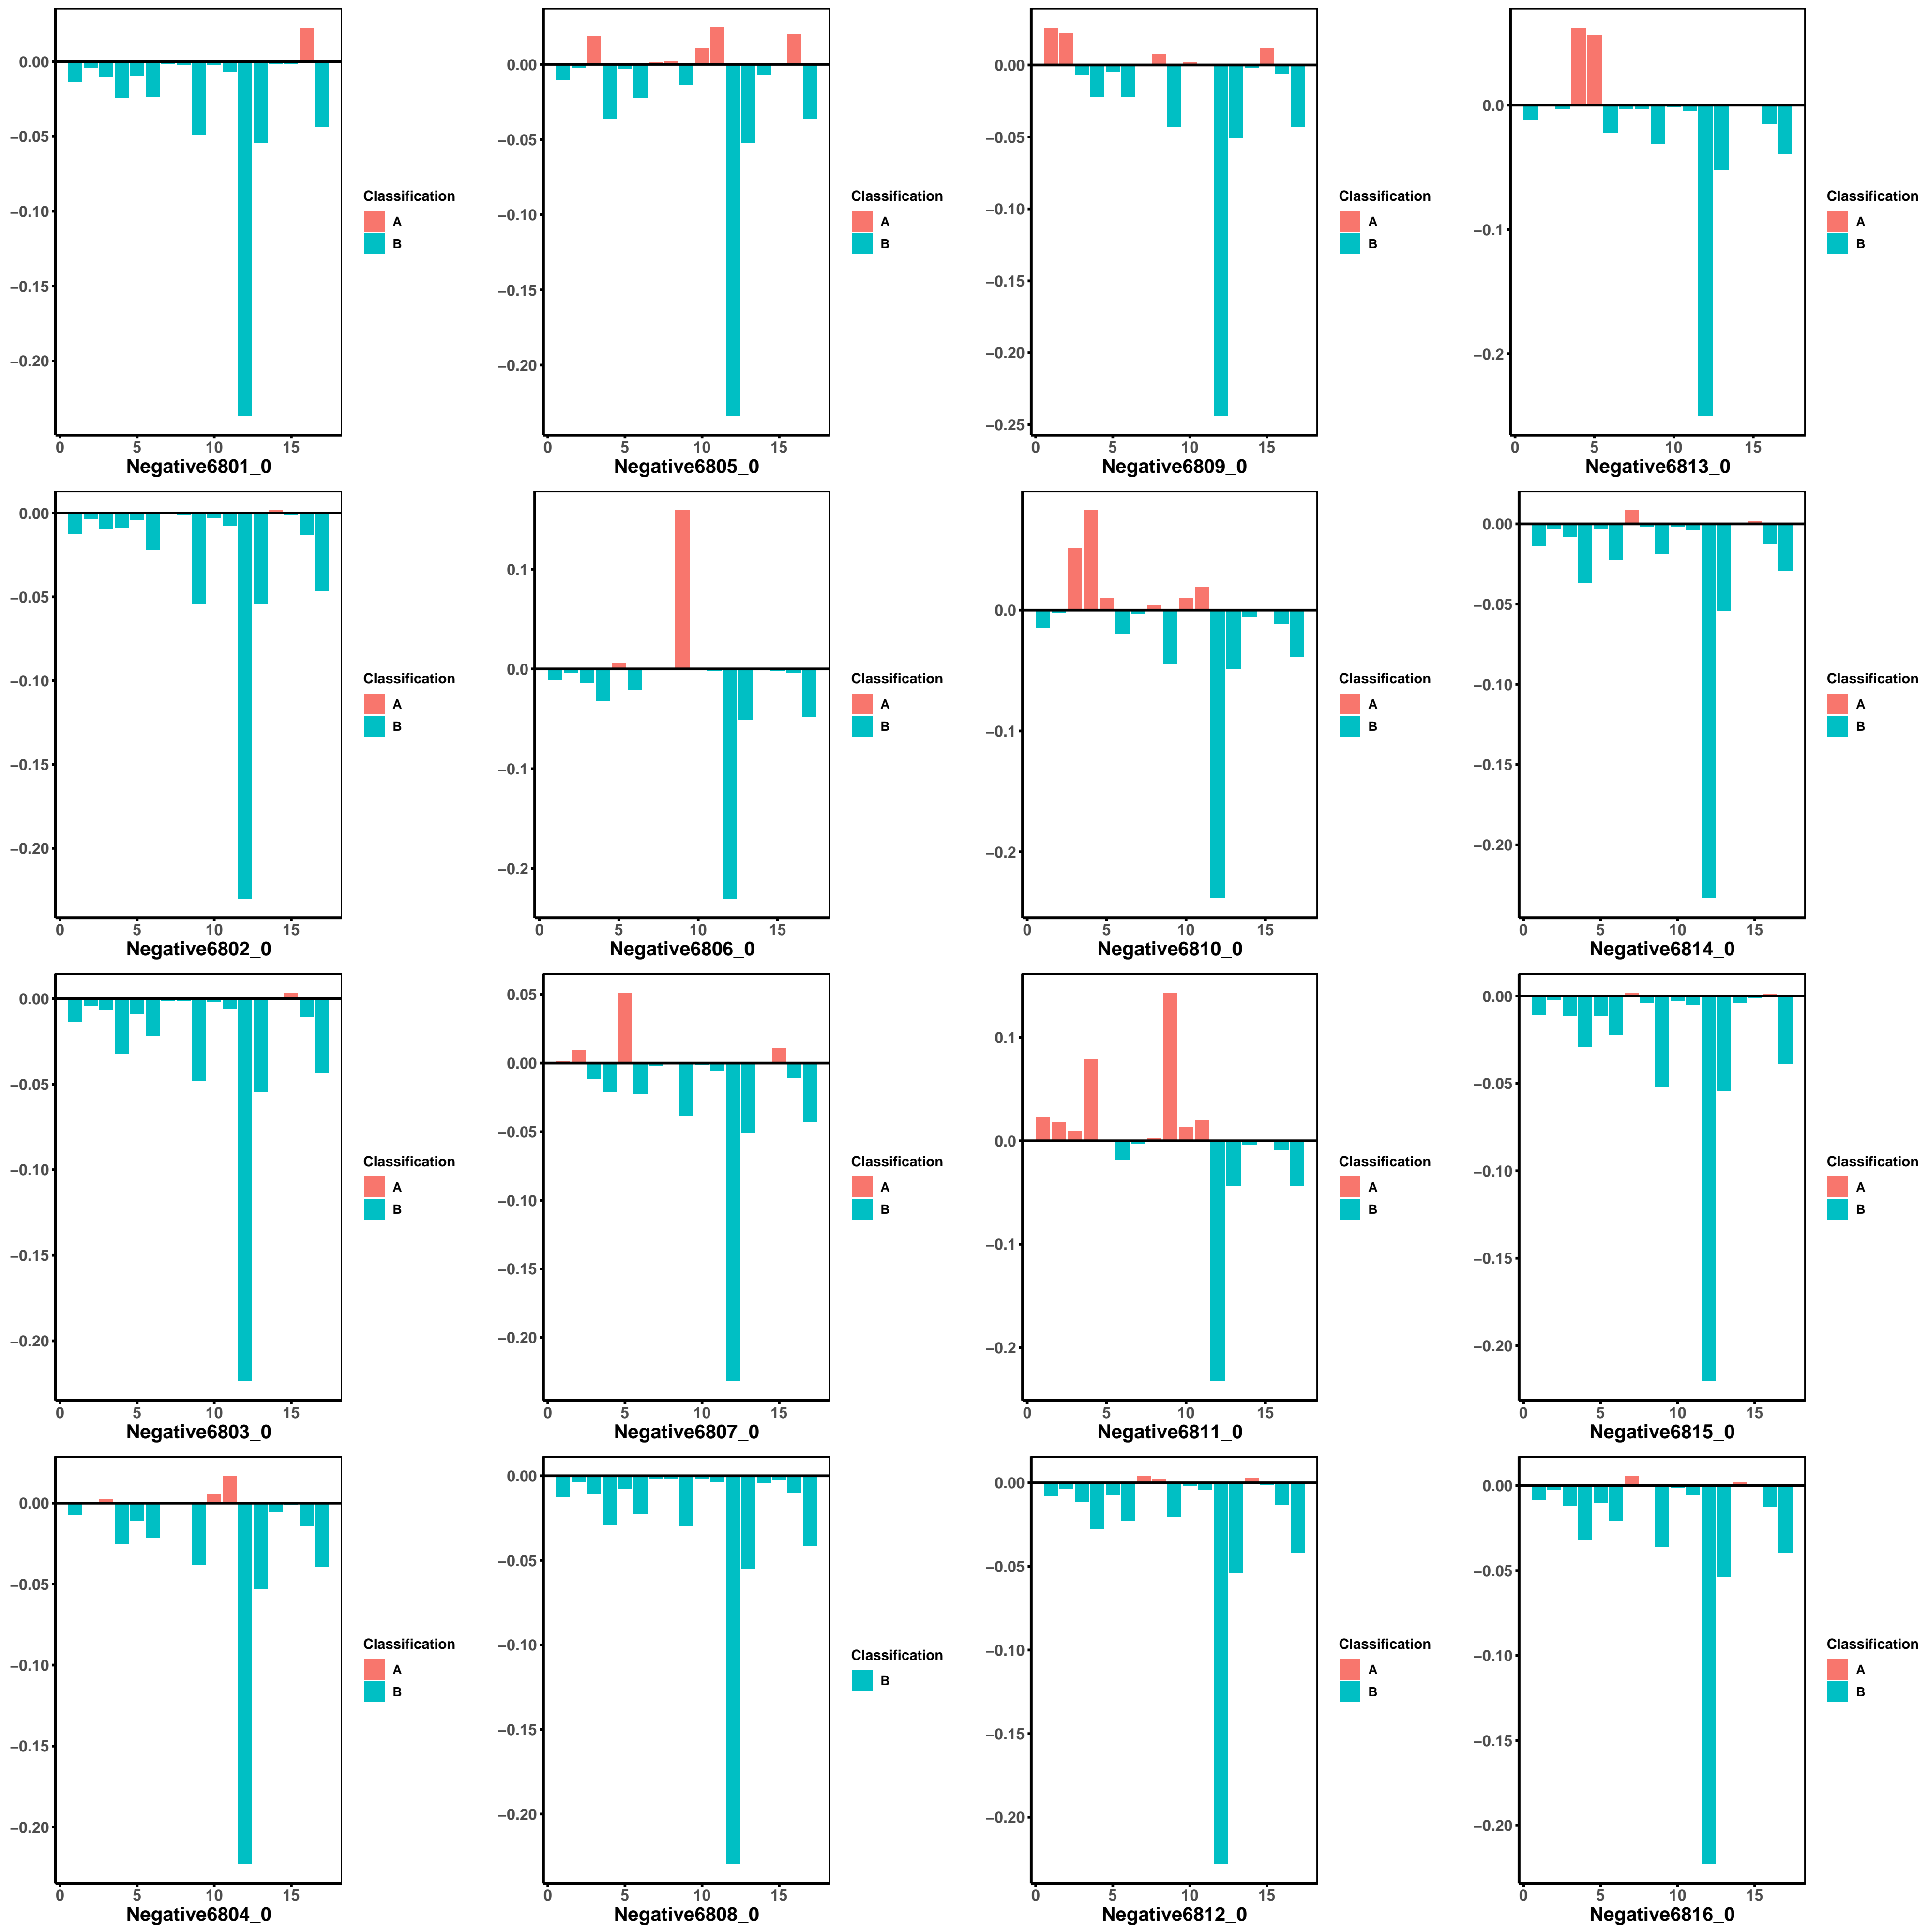 0.00
−0.05
−0.10
−0.15
−0.20
0 5 10 15
Negative6801_0
Classification
A
B
0.00
−0.05
−0.10
−0.15
−0.20
0 5 10 15
Negative6805_0
Classification
A
B
0.00
−0.05
−0.10
−0.15
−0.20
−0.25
0 5 10 15
Negative6809_0
Classification
A
B
0.0
−0.1
−0.2
0 5 10 15
Negative6813_0
Classification
A
B
0.00
−0.05
−0.10
−0.15
−0.20
0 5 10 15
Negative6802_0
Classification
A
B
0.1
0.0
−0.1
−0.2
0 5 10 15
Negative6806_0
Classification
A
B
0.0
−0.1
−0.2
0 5 10 15
Negative6810_0
Classification
A
B
0.00
−0.05
−0.10
−0.15
−0.20
0 5 10 15
Negative6814_0
Classification
A
B
0.00
−0.05
−0.10
−0.15
−0.20
0 5 10 15
Negative6803_0
Classification
A
B
0.05
0.00
−0.05
−0.10
−0.15
−0.20
0 5 10 15
Negative6807_0
Classification
A
B
0.1
0.0
−0.1
−0.2
0 5 10 15
Negative6811_0
Classification
A
B
0.00
−0.05
−0.10
−0.15
−0.20
0 5 10 15
Negative6815_0
Classification
A
B
0.00
−0.05
−0.10
−0.15
−0.20
0 5 10 15
Negative6804_0
Classification
A
B
0.00
−0.05
−0.10
−0.15
−0.20
0 5 10 15
Negative6808_0
Classification
B
0.00
−0.05
−0.10
−0.15
−0.20
0 5 10 15
Negative6812_0
Classification
A
B
0.00
−0.05
−0.10
−0.15
−0.20
0 5 10 15
Negative6816_0
Classification
A
B